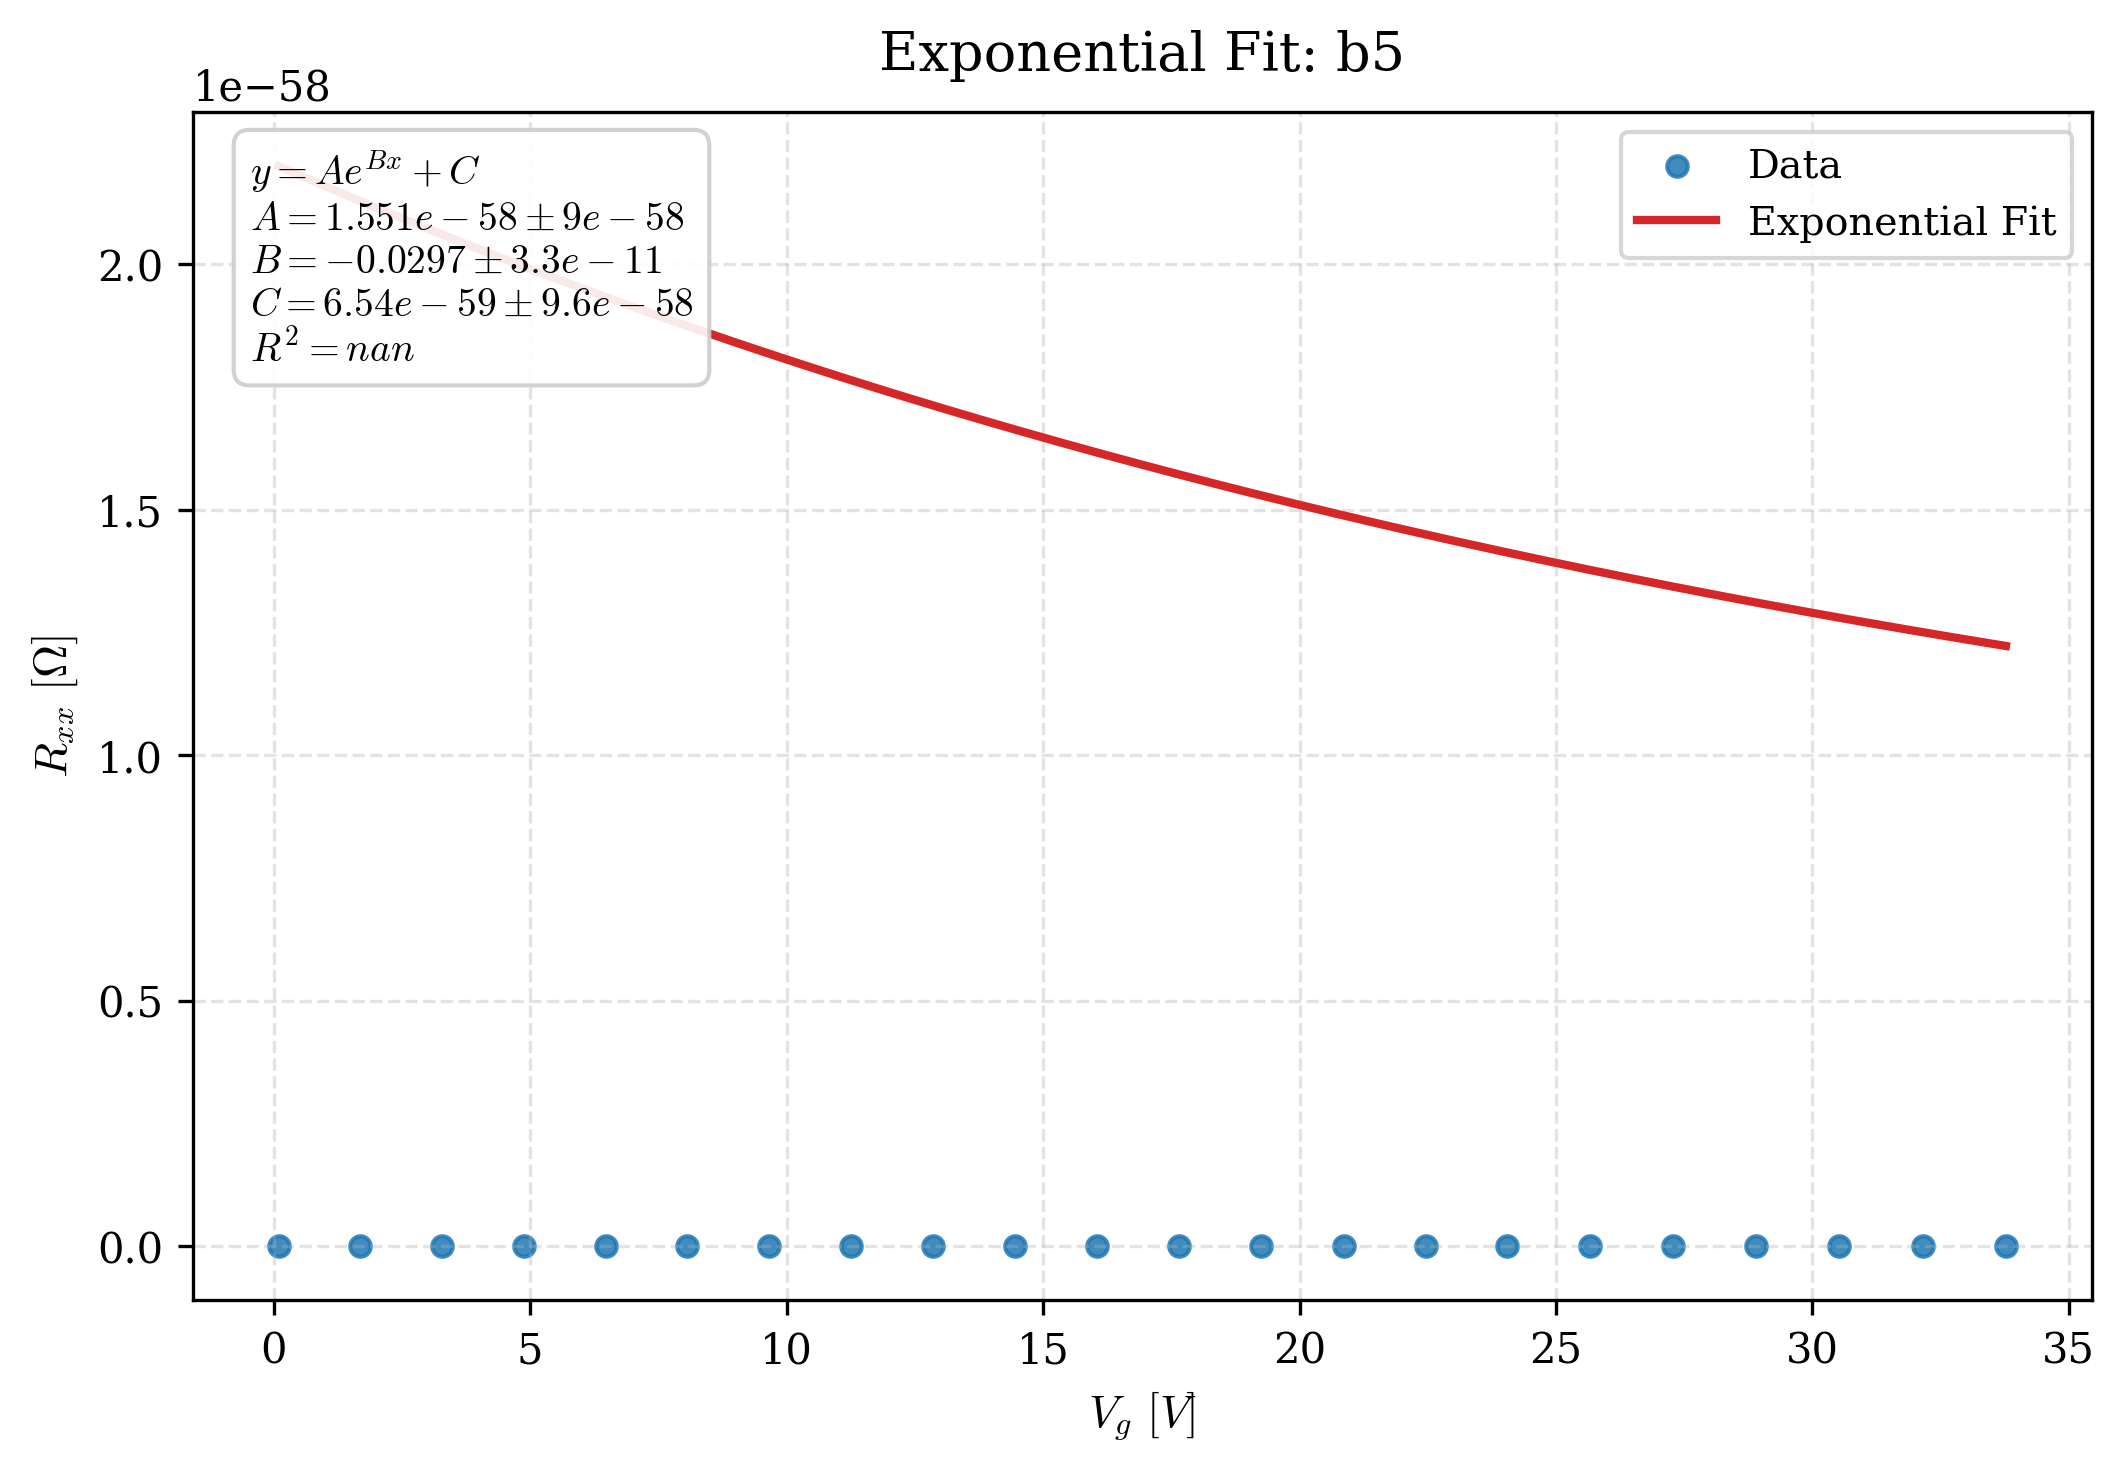 Exponential Fit: b5
1e−58
y = Ae^{Bx} + C
A = 1.551e − 58 ± 9e − 58
B = −0.0297 ± 3.3e − 11
C = 6.54e − 59 ± 9.6e − 58
R² = nan
Data
Exponential Fit
2.0
1.5
1.0
0.5
0.0
R_{xx} [Ω]
0 5 10 15 20 25 30 35
V_g [V]